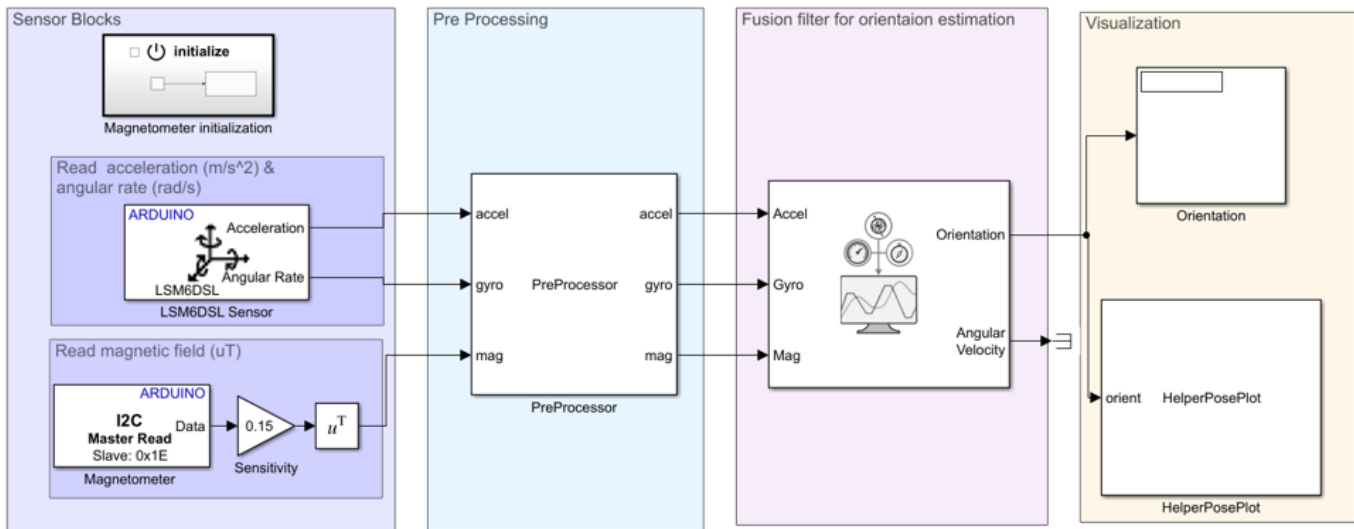 Sensor Blocks
initialize
Magnetometer initialization
Read acceleration (m/s^2) &
angular rate (rad/s)
ARDUINO
Acceleration
Angular Rate
LSM6DSL
LSM6DSL Sensor
Read magnetic field (uT)
ARDUINO
I2C
Master Read
Slave: 0x1E
Data
Magnetometer
0.15
Sensitivity
u^T
Pre Processing
accel
gyro
mag
PreProcessor
accel
gyro
mag
PreProcessor
Fusion filter for orientaion estimation
Accel
Gyro
Mag
Orientation
Angular
Velocity
Visualization
Orientation
orient
HelperPosePlot
HelperPosePlot